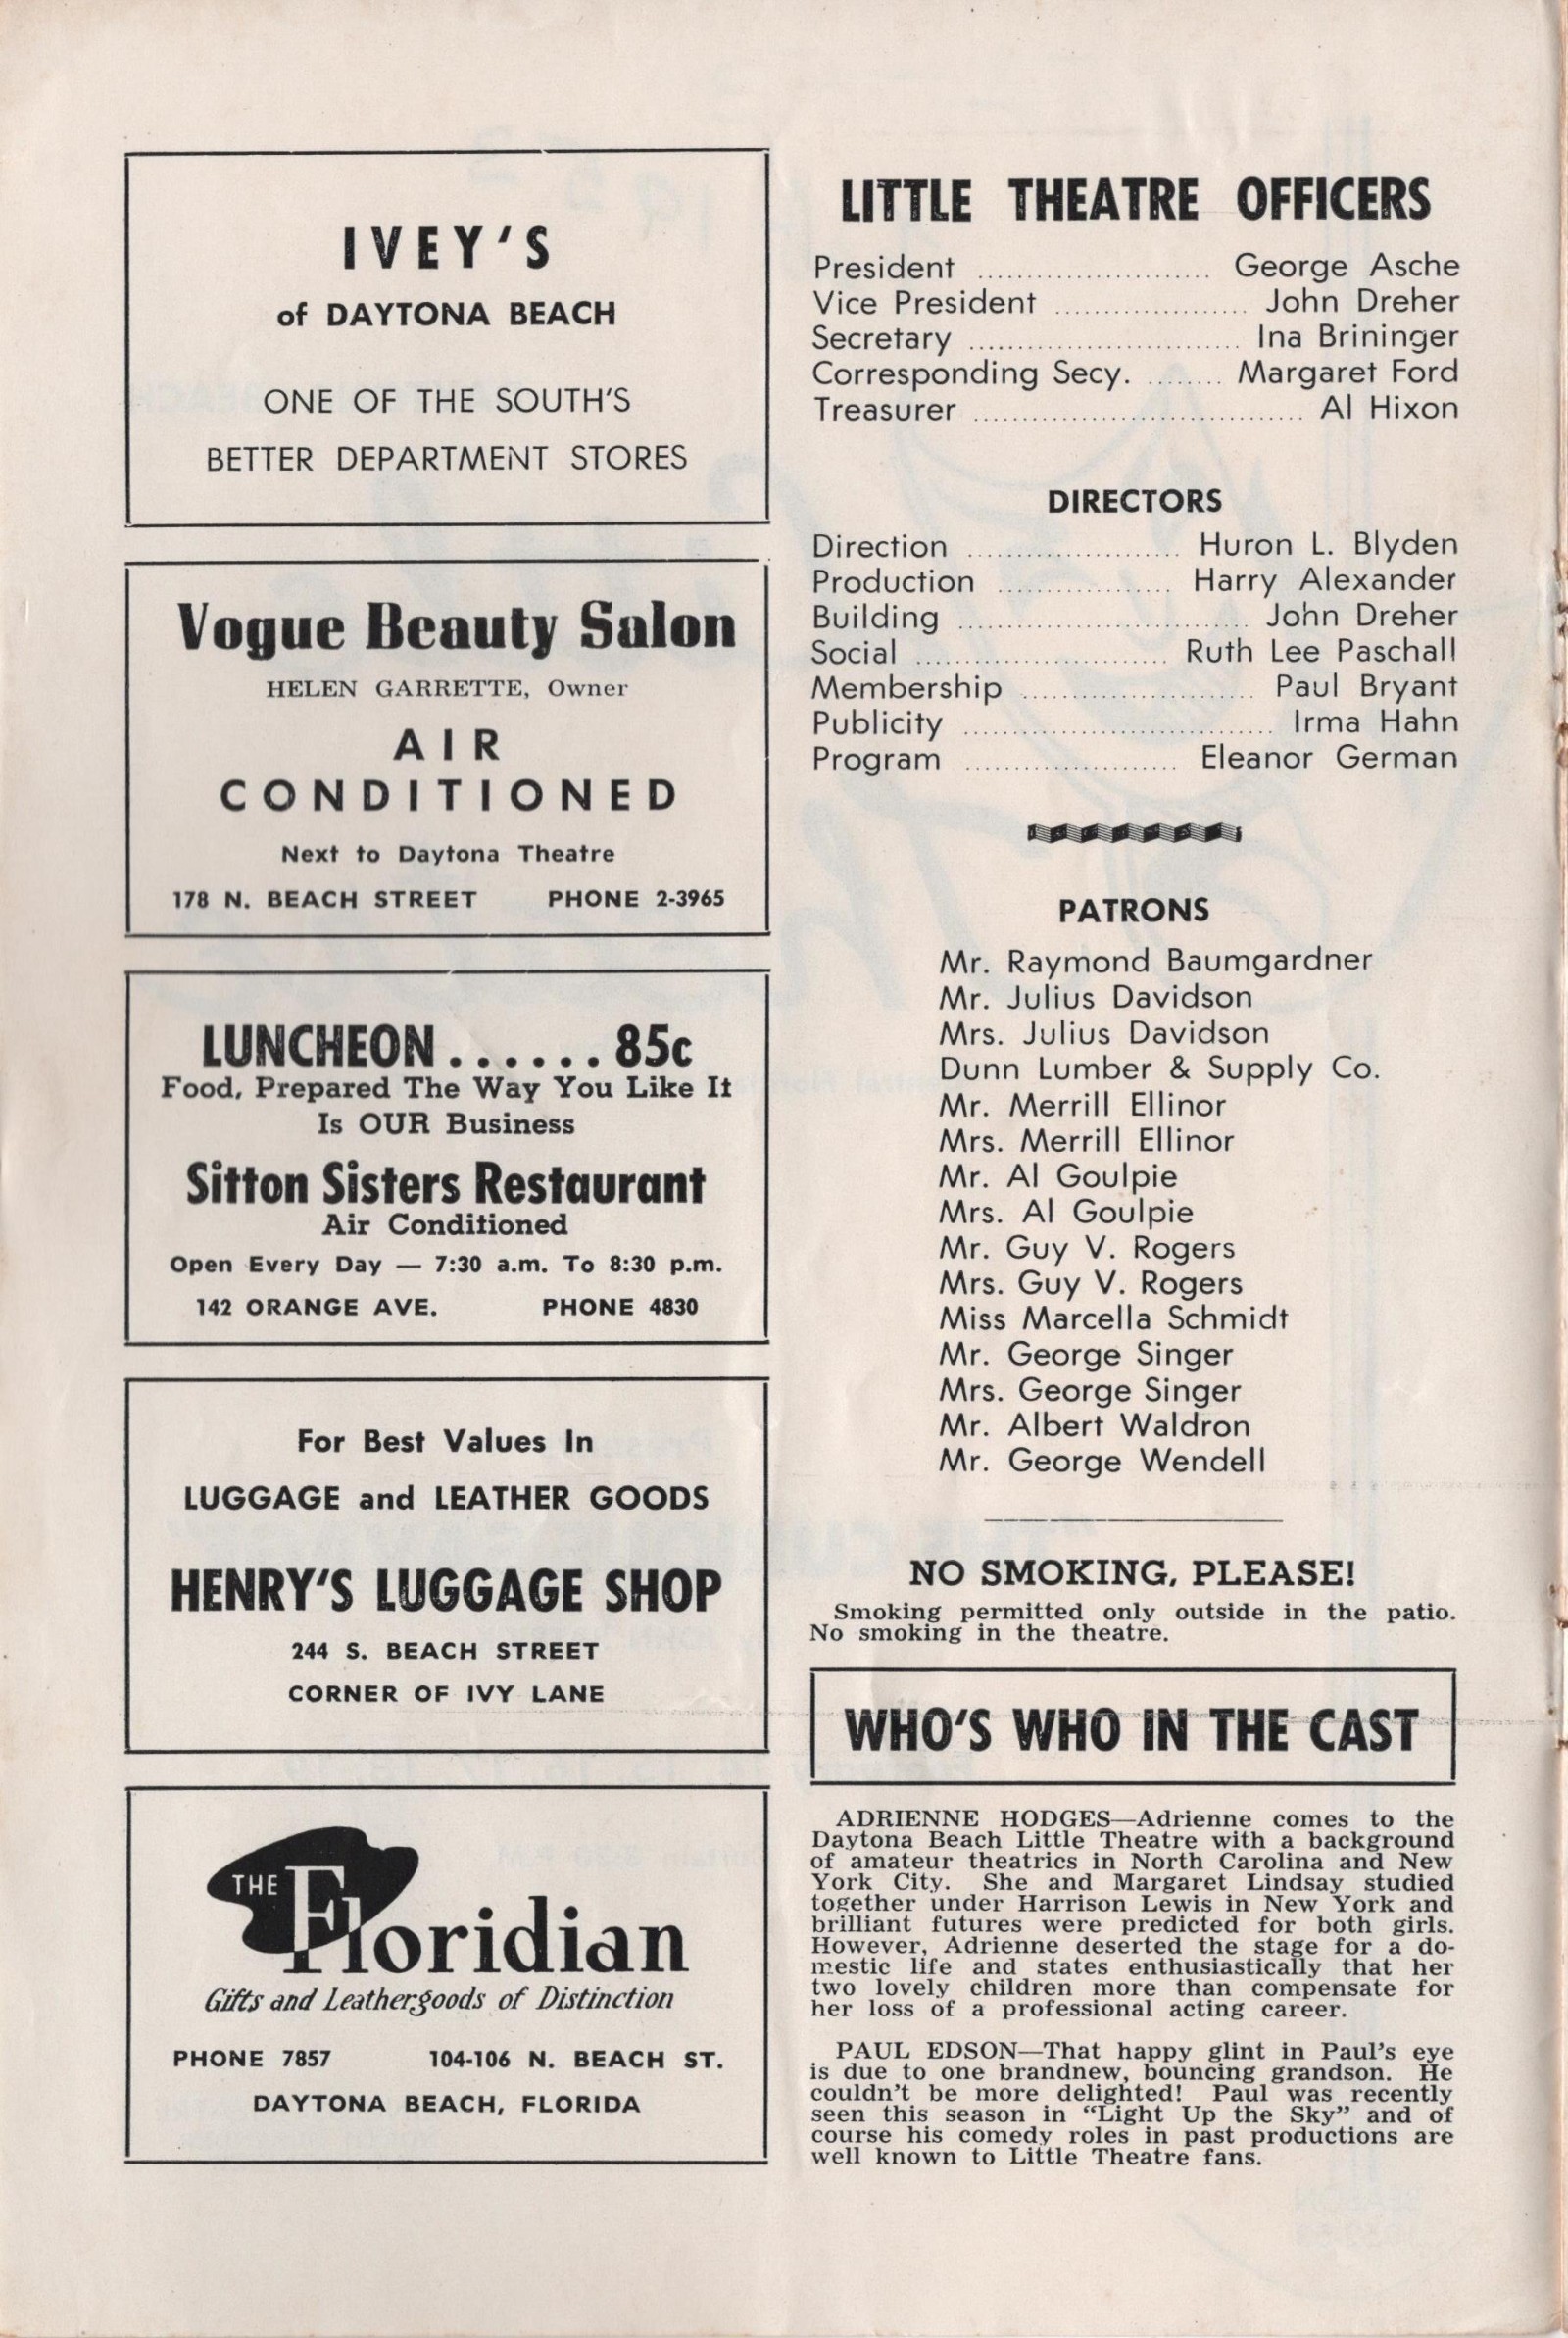 IVEY'S
of DAYTONA BEACH
ONE OF THE SOUTH'S
BETTER DEPARTMENT STORES
Vogue Beauty Salon
HELEN GARRETTE, Owner
AIR
CONDITIONED
Next to Daytona Theatre
178 N. BEACH STREET PHONE 2-3965
LUNCHEON...... 85c
Food, Prepared The Way You Like It
Is OUR Business
Sitton Sisters Restaurant
Air Conditioned
Open Every Day — 7:30 a.m. To 8:30 p.m.
142 ORANGE AVE. PHONE 4830
For Best Values In
LUGGAGE and LEATHER GOODS
HENRY'S LUGGAGE SHOP
244 S. BEACH STREET
CORNER OF IVY LANE
THE
Floridian
Gifts and Leathergoods of Distinction
PHONE 7857 104-106 N. BEACH ST.
DAYTONA BEACH, FLORIDA
LITTLE THEATRE OFFICERS
President ........................ George Asche
Vice President .................... John Dreher
Secretary ............................ Ina Brininger
Corresponding Secy. ........ Margaret Ford
Treasurer .................................. Al Hixon
DIRECTORS
Direction ...................... Huron L. Blyden
Production .................. Harry Alexander
Building .............................. John Dreher
Social .......................... Ruth Lee Paschall
Membership ........................ Paul Bryant
Publicity ................................ Irma Hahn
Program ...................... Eleanor German
PATRONS
Mr. Raymond Baumgardner
Mr. Julius Davidson
Mrs. Julius Davidson
Dunn Lumber & Supply Co.
Mr. Merrill Ellinor
Mrs. Merrill Ellinor
Mr. Al Goulpie
Mrs. Al Goulpie
Mr. Guy V. Rogers
Mrs. Guy V. Rogers
Miss Marcella Schmidt
Mr. George Singer
Mrs. George Singer
Mr. Albert Waldron
Mr. George Wendell
NO SMOKING, PLEASE!
Smoking permitted only outside in the patio.
No smoking in the theatre.
WHO'S WHO IN THE CAST
ADRIENNE HODGES—Adrienne comes to the
Daytona Beach Little Theatre with a background
of amateur theatrics in North Carolina and New
York City. She and Margaret Lindsay studied
together under Harrison Lewis in New York and
brilliant futures were predicted for both girls.
However, Adrienne deserted the stage for a do-
mestic life and states enthusiastically that her
two lovely children more than compensate for
her loss of a professional acting career.
PAUL EDSON—That happy glint in Paul's eye
is due to one brandnew, bouncing grandson. He
couldn't be more delighted! Paul was recently
seen this season in "Light Up the Sky" and of
course his comedy roles in past productions are
well known to Little Theatre fans.